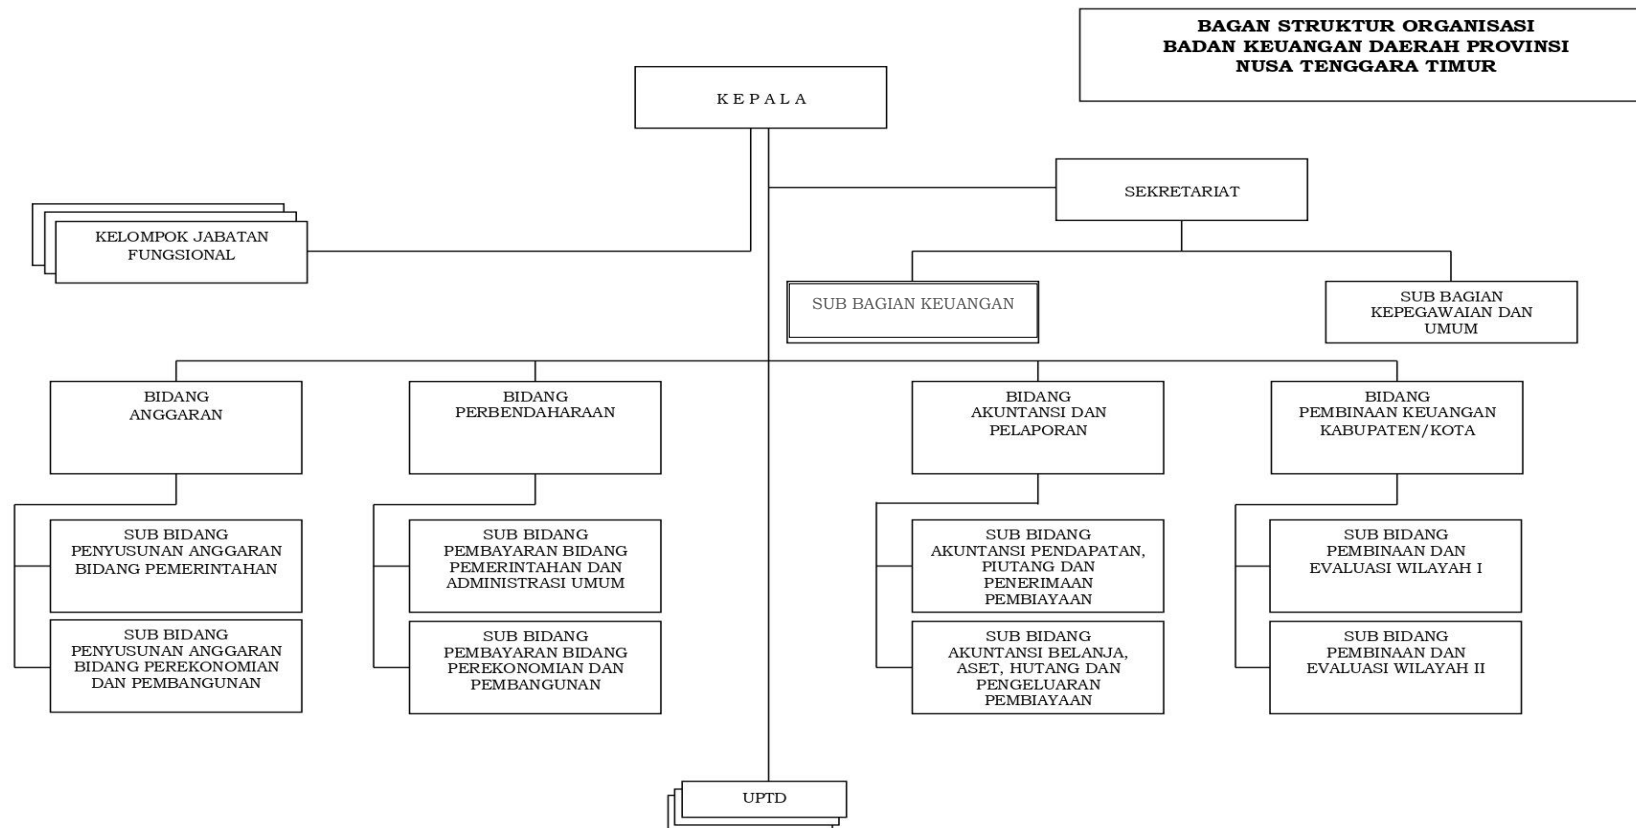 BAGAN STRUKTUR ORGANISASI
BADAN KEUANGAN DAERAH PROVINSI
NUSA TENGGARA TIMUR
K E P A L A
SEKRETARIAT
KELOMPOK JABATAN
FUNGSIONAL
SUB BAGIAN KEUANGAN
SUB BAGIAN
KEPEGAWAIAN DAN
UMUM
BIDANG
ANGGARAN
BIDANG
PERBENDAHARAAN
BIDANG
AKUNTANSI DAN
PELAPORAN
BIDANG
PEMBINAAN KEUANGAN
KABUPATEN/KOTA
SUB BIDANG
PENYUSUNAN ANGGARAN
BIDANG PEMERINTAHAN
SUB BIDANG
PEMBAYARAN BIDANG
PEMERINTAHAN DAN
ADMINISTRASI UMUM
SUB BIDANG
AKUNTANSI PENDAPATAN,
PIUTANG DAN
PENERIMAAN
PEMBIAYAAN
SUB BIDANG
PEMBINAAN DAN
EVALUASI WILAYAH I
SUB BIDANG
PENYUSUNAN ANGGARAN
BIDANG PEREKONOMIAN
DAN PEMBANGUNAN
SUB BIDANG
PEMBAYARAN BIDANG
PEREKONOMIAN DAN
PEMBANGUNAN
SUB BIDANG
AKUNTANSI BELANJA,
ASET, HUTANG DAN
PENGELUARAN
PEMBIAYAAN
SUB BIDANG
PEMBINAAN DAN
EVALUASI WILAYAH II
UPTD